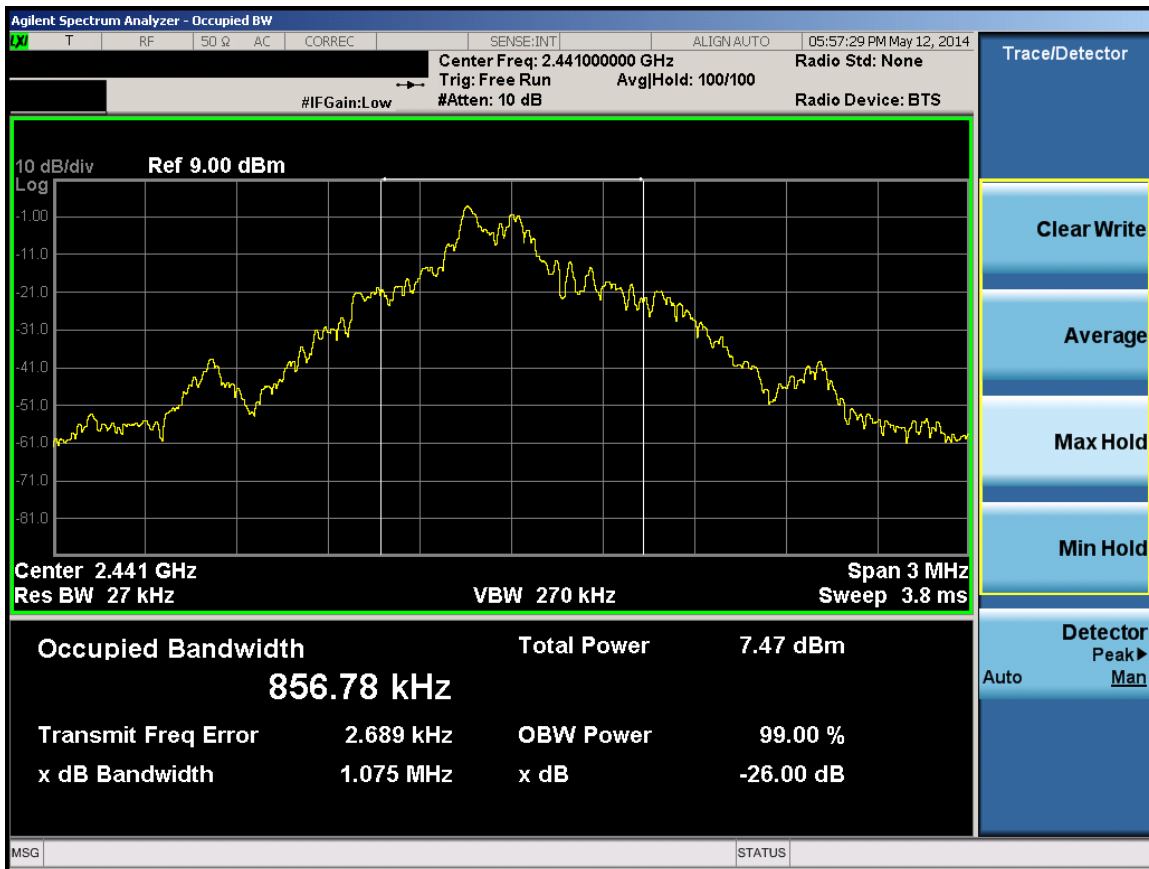 Agilent Spectrum Analyzer - Occupied BW
LXI T RF 50 Ω AC CORREC SENSE:INT ALIGN AUTO 05:57:29 PM May 12, 2014
Center Freq: 2.441000000 GHz Radio Std: None
Trig: Free Run Avg|Hold: 100/100
#IFGain:Low #Atten: 10 dB Radio Device: BTS
10 dB/div Ref 9.00 dBm
Log
-1.00
-11.0
-21.0
-31.0
-41.0
-51.0
-61.0
-71.0
-81.0
Center 2.441 GHz Span 3 MHz
Res BW 27 kHz VBW 270 kHz Sweep 3.8 ms
Occupied Bandwidth Total Power 7.47 dBm
856.78 kHz
Transmit Freq Error 2.689 kHz OBW Power 99.00 %
x dB Bandwidth 1.075 MHz x dB -26.00 dB
MSG STATUS
Trace/Detector
Clear Write
Average
Max Hold
Min Hold
Detector
Peak▶
Auto Man